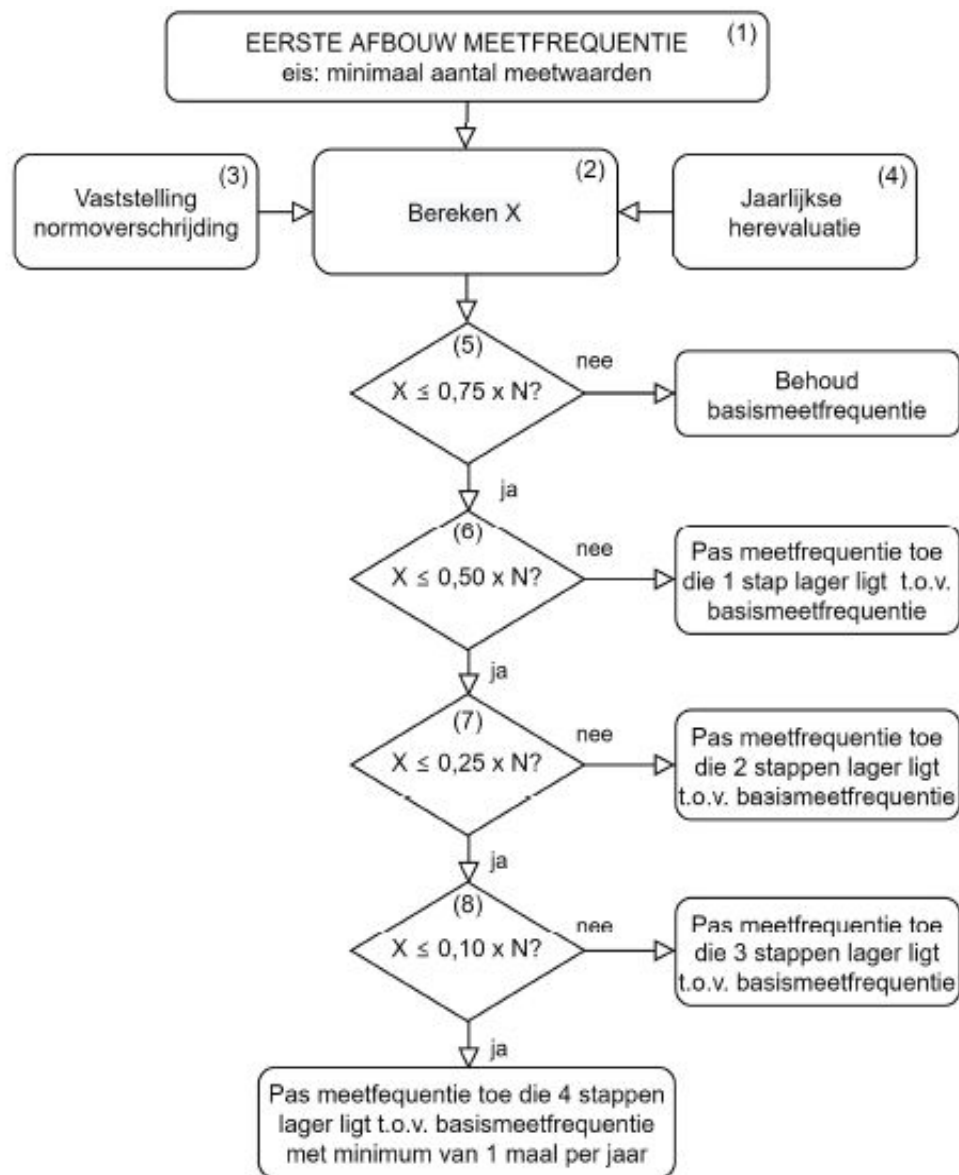 (1)
EERSTE AFBOUW MEETFREQUENTIE
eis: minimaal aantal meetwaarden
(3)
Vaststelling
normoverschrijding
(2)
Bereken X
(4)
Jaarlijkse
herevaluatie
(5)
X ≤ 0,75 x N?
nee
Behoud
basismeetfrequentie
ja
(6)
X ≤ 0,50 x N?
nee
Pas meetfrequentie toe
die 1 stap lager ligt t.o.v.
basismeetfrequentie
ja
(7)
X ≤ 0,25 x N?
nee
Pas meetfrequentie toe
die 2 stappen lager ligt
t.o.v. basismeetfrequentie
ja
(8)
X ≤ 0,10 x N?
nee
Pas meetfrequentie toe
die 3 stappen lager ligt
t.o.v. basismeetfrequentie
ja
Pas meetfequentie toe die 4 stappen
lager ligt t.o.v. basismeetfrequentie
met minimum van 1 maal per jaar